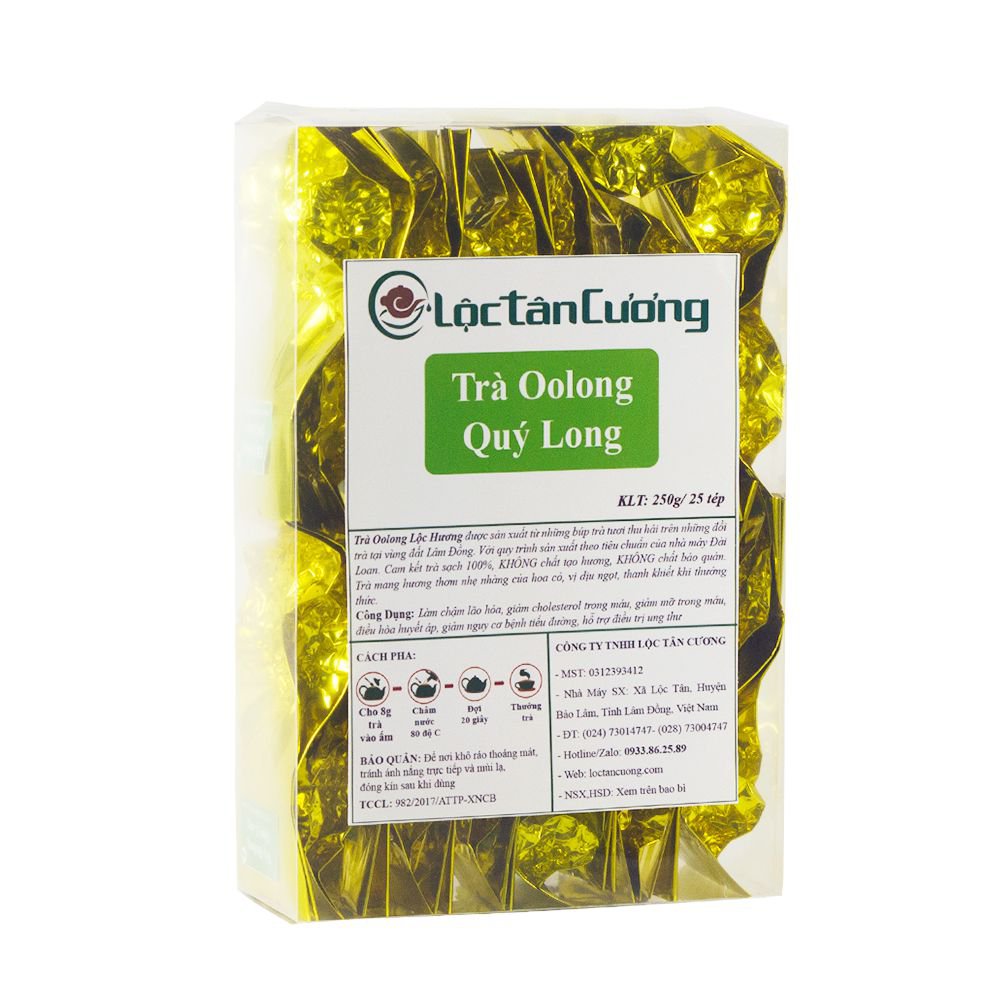 LộcTânCương
Trà Oolong
Quý Long
KLT: 250g/ 25 tép
Trà Oolong Lộc Hương được sản xuất từ những búp trà tươi thu hái trên những đồi
trà tại vùng đất Lâm Đồng. Với quy trình sản xuất theo tiêu chuẩn của nhà máy Đài
Loan. Cam kết trà sạch 100%, KHÔNG chất tạo hương, KHÔNG chất bảo quản.
Trà mang hương thơm nhẹ nhàng của hoa cỏ, vị dịu ngọt, thanh khiết khi thưởng
thức.
Công Dụng: Làm chậm lão hóa, giảm cholesterol trong máu, giảm mỡ trong máu,
điều hòa huyết áp, giảm nguy cơ bệnh tiểu đường, hỗ trợ điều trị ung thư
CÁCH PHA:
Cho 8g
trà
vào ấm
Châm
nước
80 độ C
Đợi
20 giây
Thưởng
trà
BẢO QUẢN: Để nơi khô ráo thoáng mát,
tránh ánh nắng trực tiếp và mùi lạ,
đóng kín sau khi dùng
TCCL: 982/2017/ATTP-XNCB
CÔNG TY TNHH LỘC TÂN CƯƠNG
- MST: 0312393412
- Nhà Máy SX: Xã Lộc Tân, Huyện
Bảo Lâm, Tỉnh Lâm Đồng, Việt Nam
- ĐT: (024) 73014747- (028) 73004747
- Hotline/Zalo: 0933.86.25.89
- Web: loctancuong.com
- NSX,HSD: Xem trên bao bì